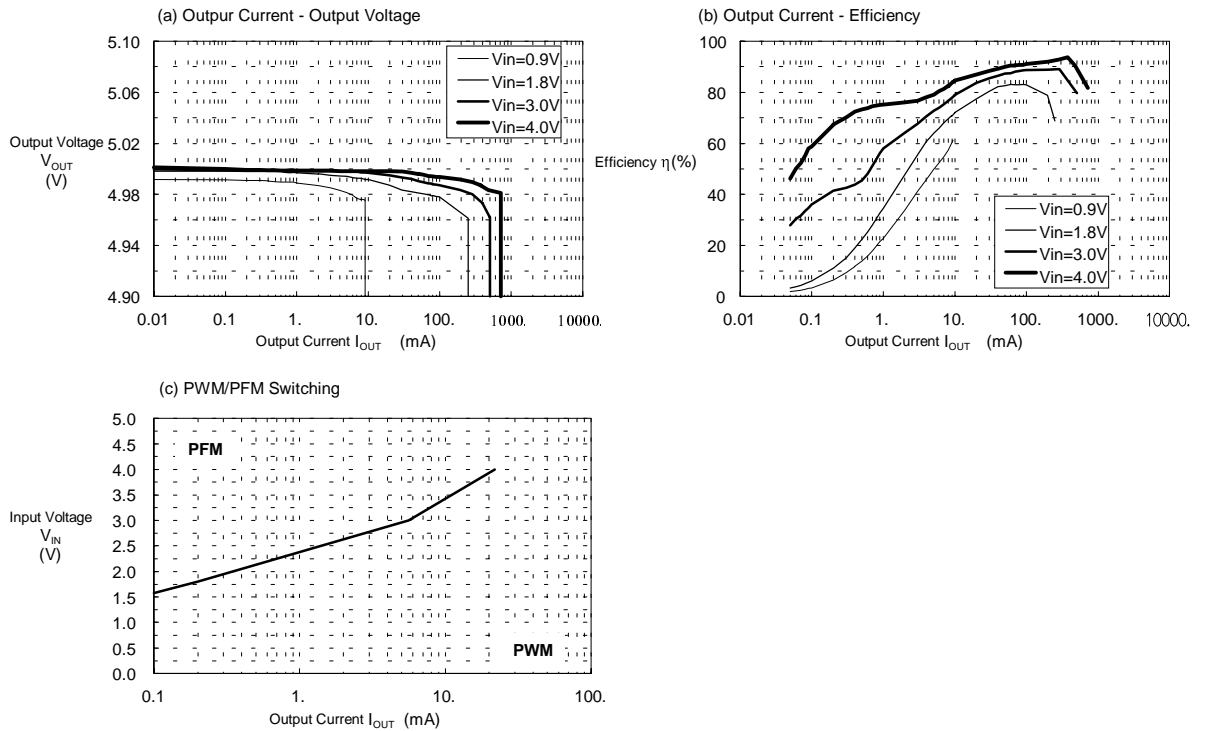 (a) Outpur Current - Output Voltage
5.10
5.06
5.02
4.98
4.94
4.90
Output Voltage
VOUT
(V)
Vin=0.9V
Vin=1.8V
Vin=3.0V
Vin=4.0V
0.01 0.1 1. 10. 100. 1000. 10000.
Output Current IOUT (mA)
(b) Output Current - Efficiency
100
80
60
40
20
0
Efficiency η(%)
Vin=0.9V
Vin=1.8V
Vin=3.0V
Vin=4.0V
0.01 0.1 1.0 10 100. 1000. 10000.
Output Current IOUT (mA)
(c) PWM/PFM Switching
5.0
4.5
4.0
3.5
3.0
2.5
2.0
1.5
1.0
0.5
0.0
PFM
Input Voltage
VIN
(V)
PWM
0.1 1. 10. 100.
Output Current IOUT (mA)